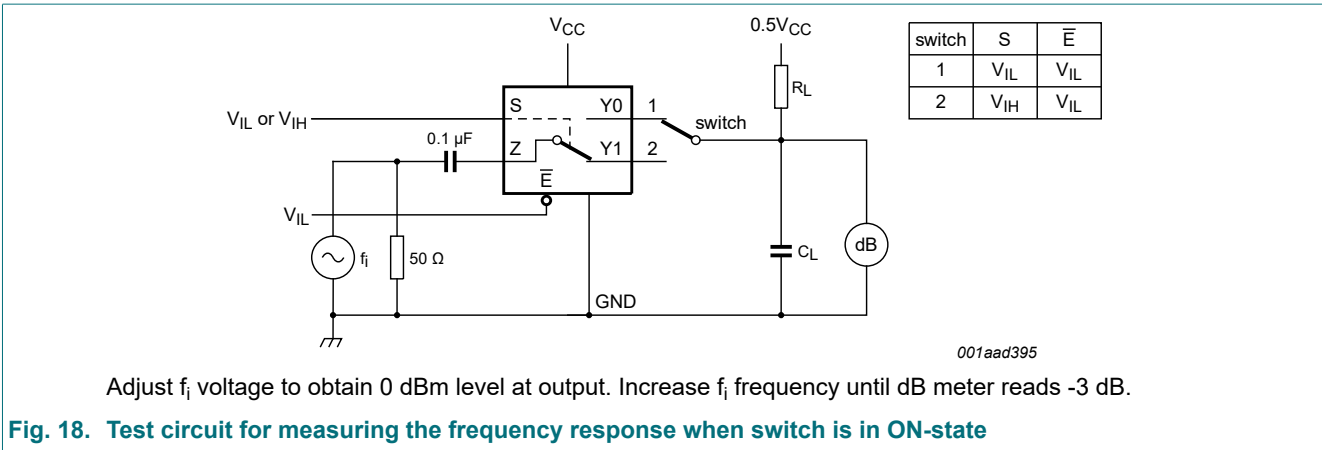 V_CC
0.5V_CC
switch S E̅
1 V_IL V_IL
2 V_IH V_IL
R_L
S Y0 1
switch
V_IL or V_IH
0.1 µF
Z Y1 2
E̅
V_IL
f_i
50 Ω
C_L
dB
GND
001aad395
Adjust f_i voltage to obtain 0 dBm level at output. Increase f_i frequency until dB meter reads -3 dB.
Fig. 18. Test circuit for measuring the frequency response when switch is in ON-state